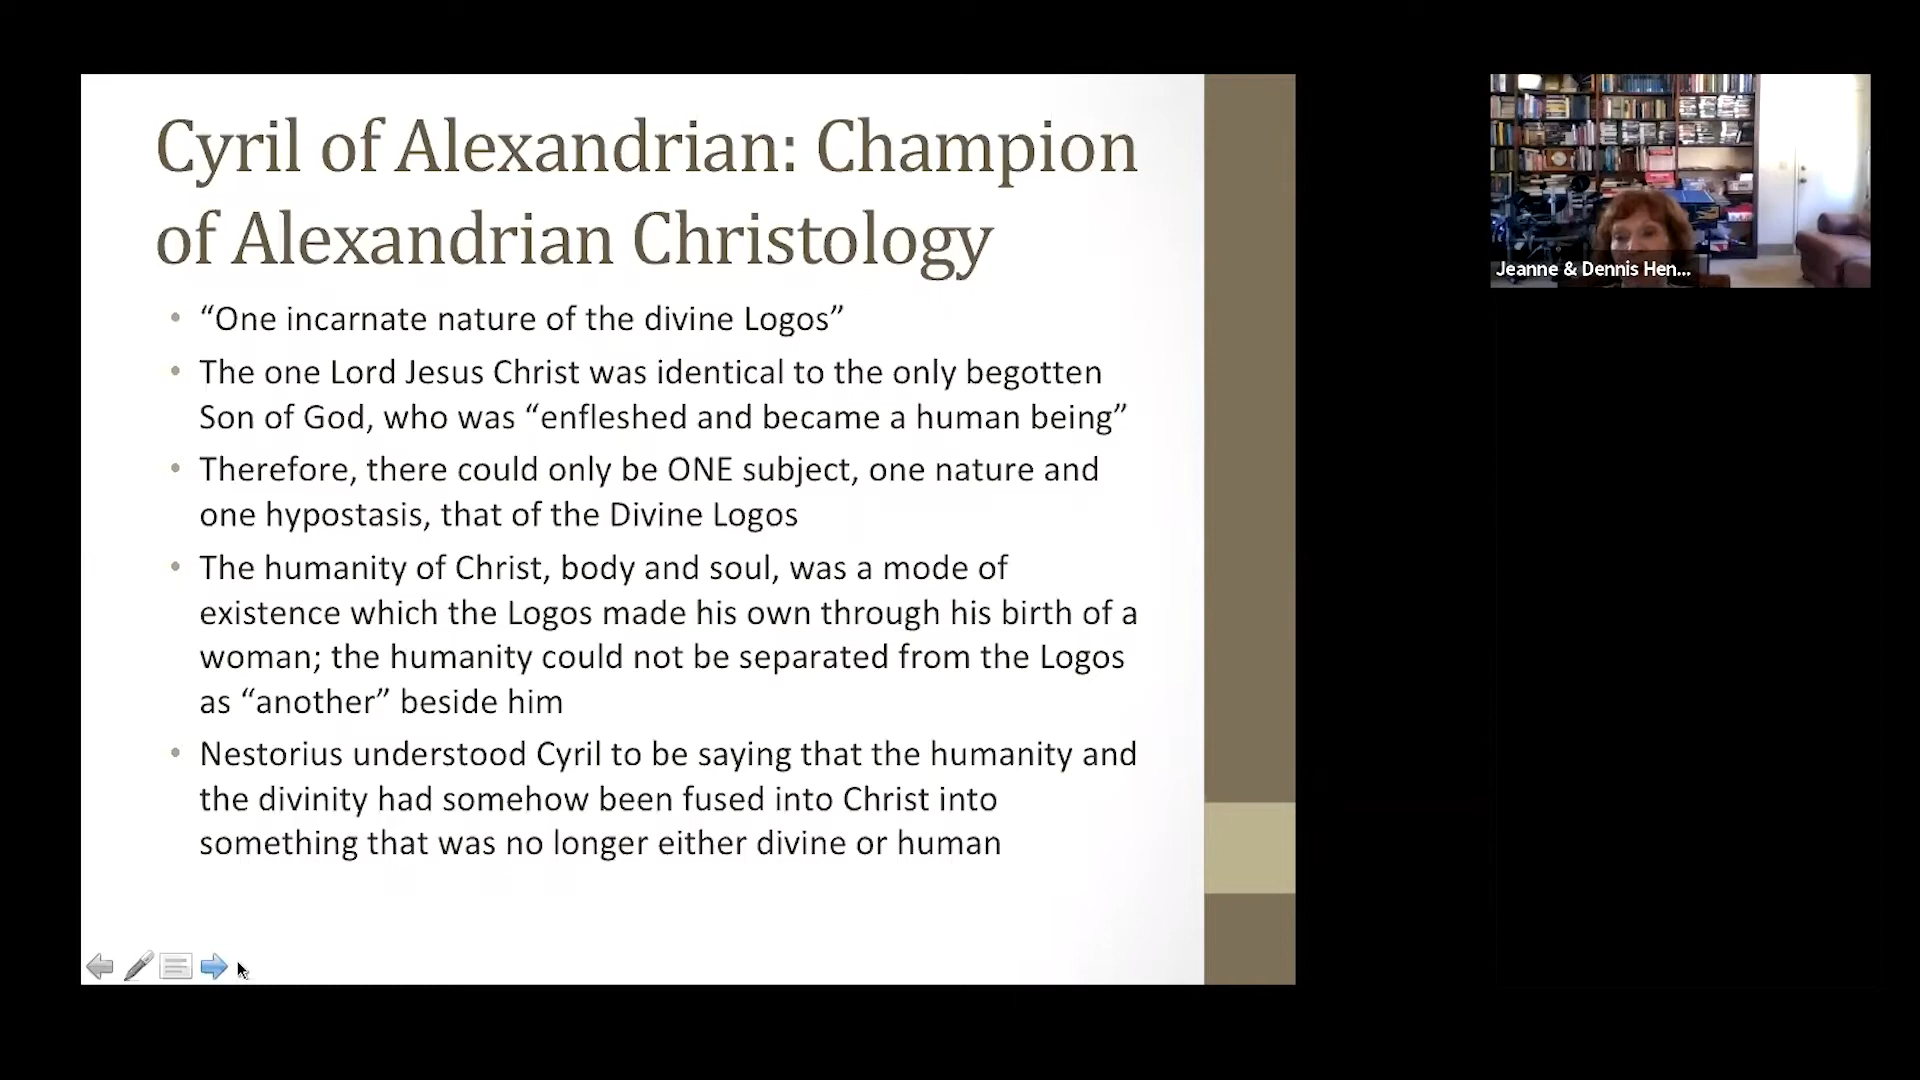 Cyril of Alexandrian: Champion
of Alexandrian Christology
• “One incarnate nature of the divine Logos”
• The one Lord Jesus Christ was identical to the only begotten
Son of God, who was “enfleshed and became a human being”
• Therefore, there could only be ONE subject, one nature and
one hypostasis, that of the Divine Logos
• The humanity of Christ, body and soul, was a mode of
existence which the Logos made his own through his birth of a
woman; the humanity could not be separated from the Logos
as “another” beside him
• Nestorius understood Cyril to be saying that the humanity and
the divinity had somehow been fused into Christ into
something that was no longer either divine or human
Jeanne & Dennis Hen...